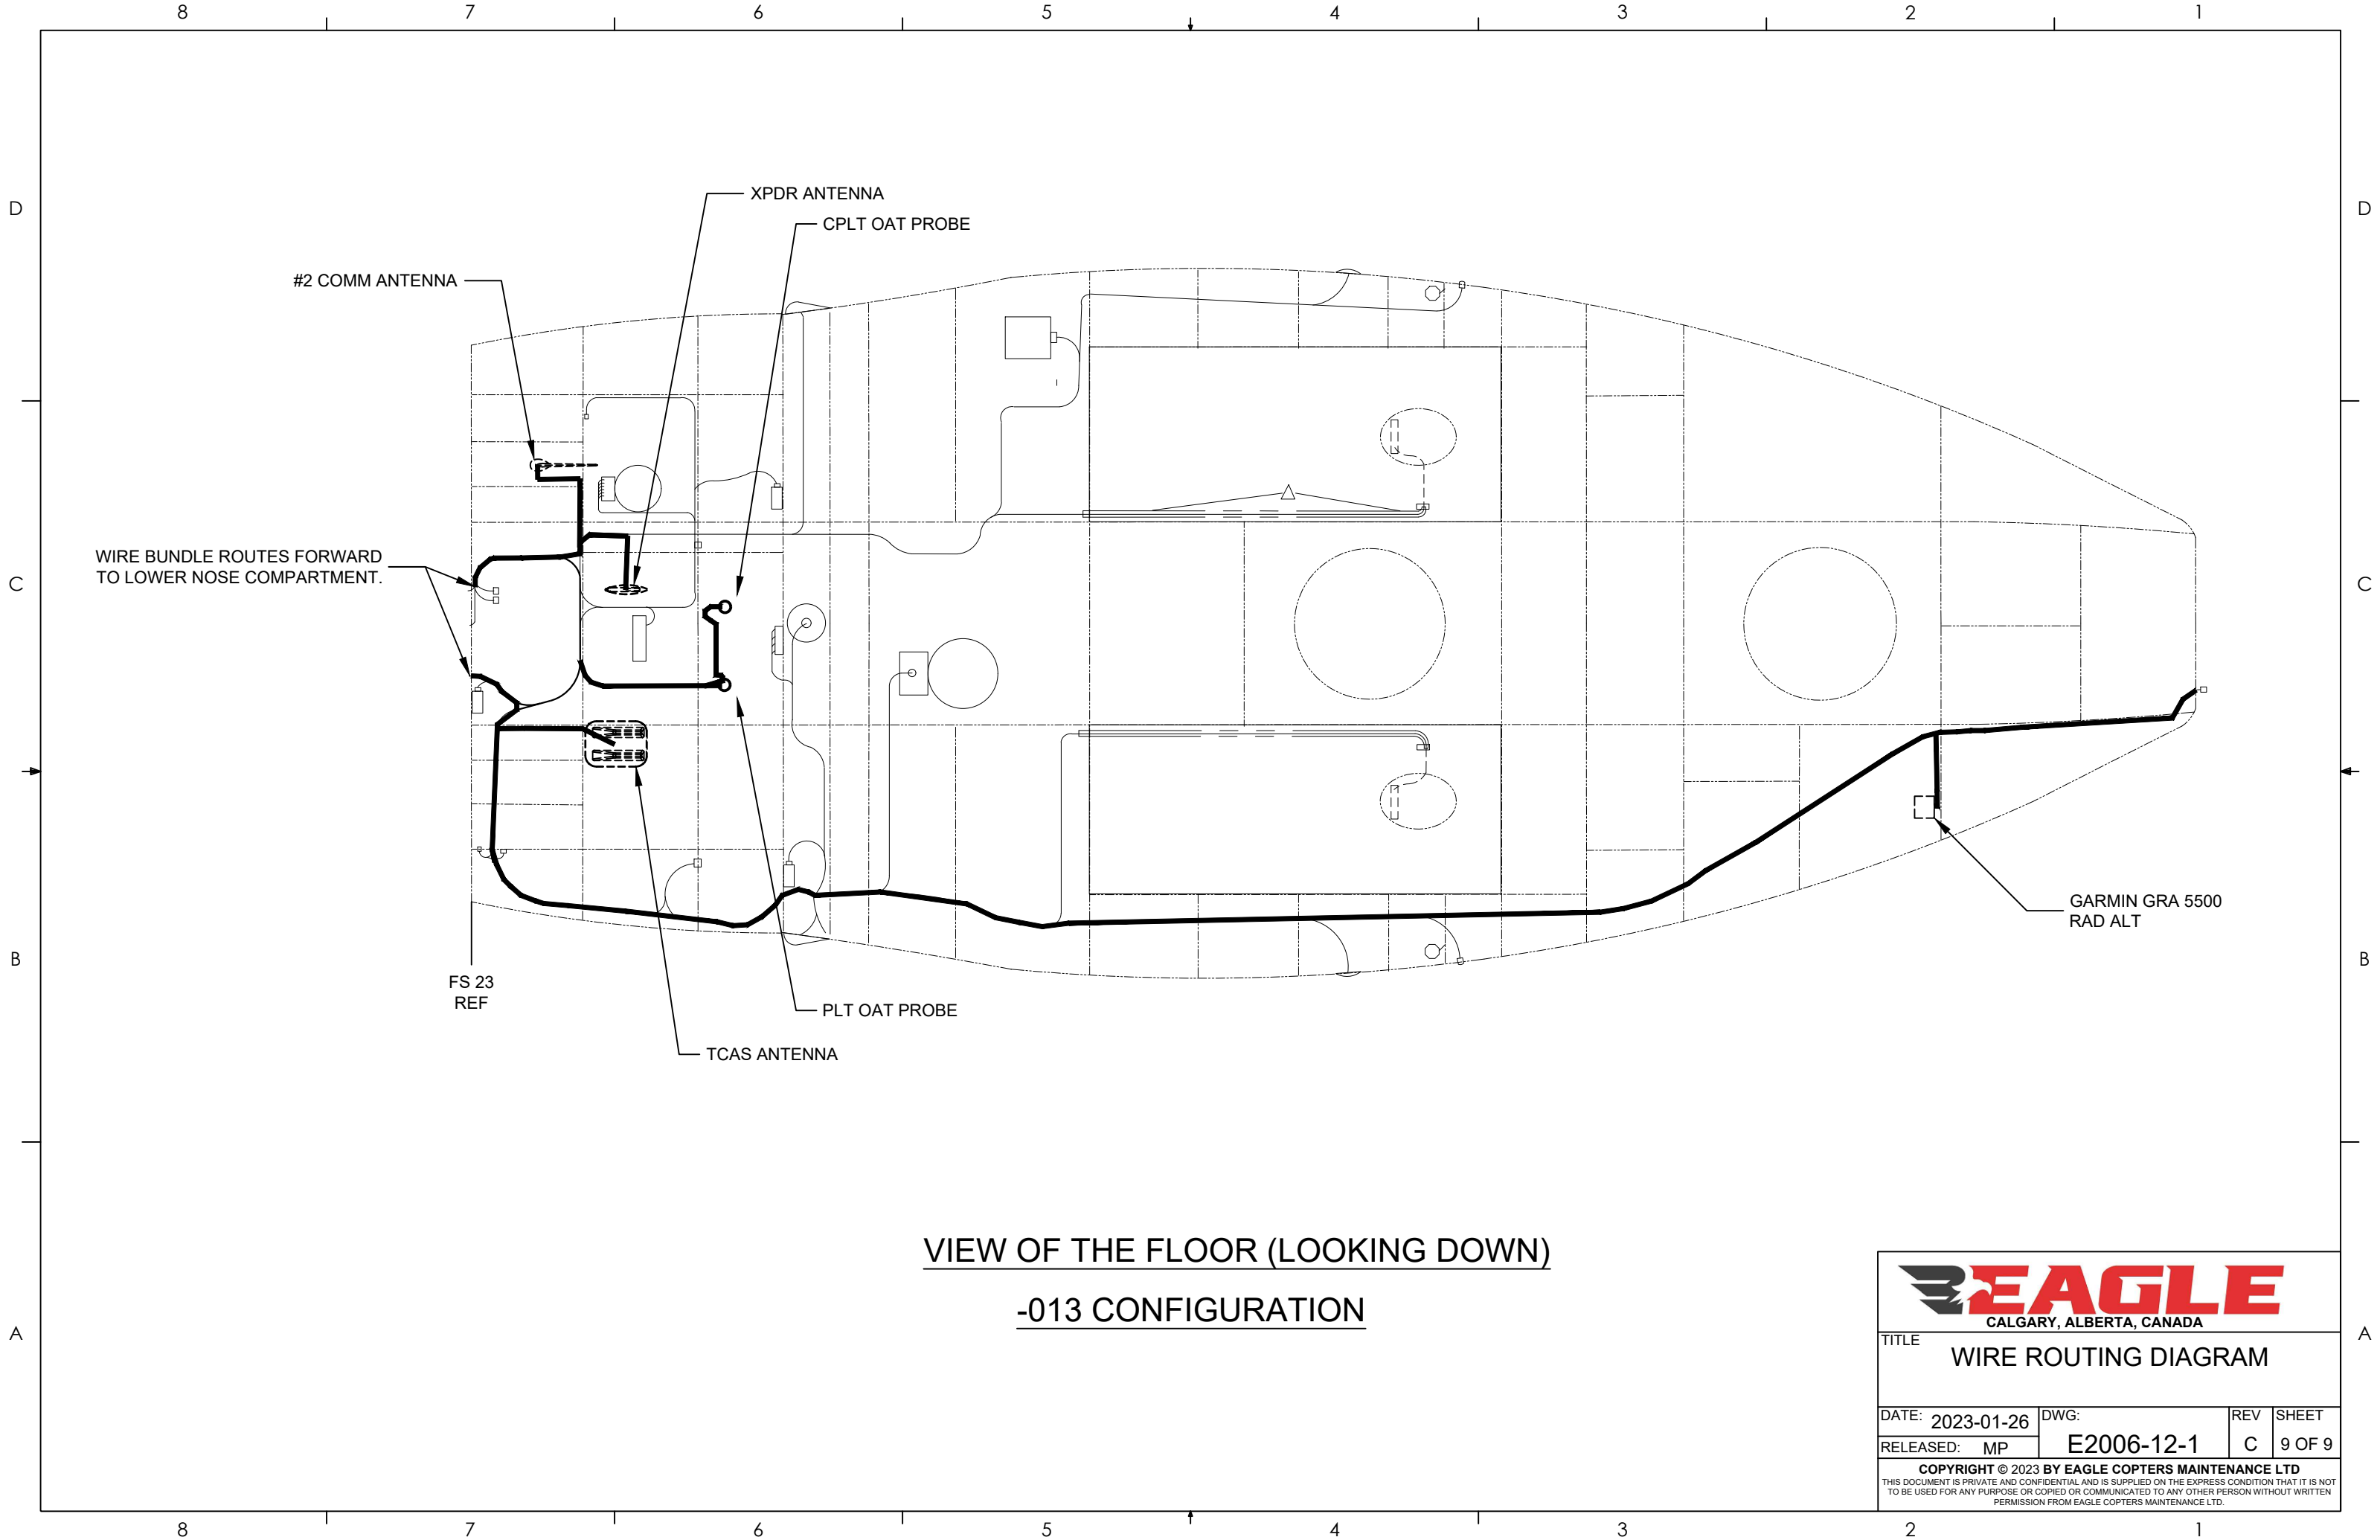 8 7 6 5 4 3 2 1
D D
XPDR ANTENNA
CPLT OAT PROBE
#2 COMM ANTENNA
WIRE BUNDLE ROUTES FORWARD
TO LOWER NOSE COMPARTMENT.
C C
GARMIN GRA 5500
RAD ALT
B B
FS 23
REF
PLT OAT PROBE
TCAS ANTENNA
VIEW OF THE FLOOR (LOOKING DOWN)
-013 CONFIGURATION
A A
EAGLE
CALGARY, ALBERTA, CANADA
TITLE
WIRE ROUTING DIAGRAM
DATE: 2023-01-26 DWG: REV SHEET
RELEASED: MP E2006-12-1 C 9 OF 9
COPYRIGHT © 2023 BY EAGLE COPTERS MAINTENANCE LTD
THIS DOCUMENT IS PRIVATE AND CONFIDENTIAL AND IS SUPPLIED ON THE EXPRESS CONDITION THAT IT IS NOT
TO BE USED FOR ANY PURPOSE OR COPIED OR COMMUNICATED TO ANY OTHER PERSON WITHOUT WRITTEN
PERMISSION FROM EAGLE COPTERS MAINTENANCE LTD.
8 7 6 5 4 3 2 1